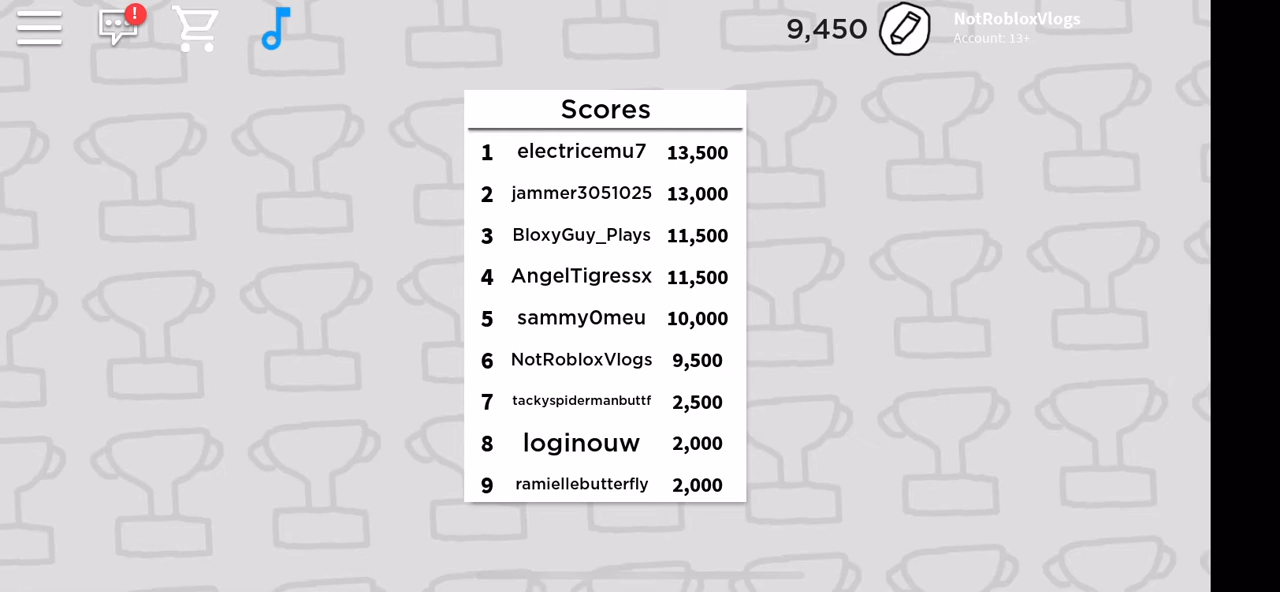 !
9,450
NotRobloxVlogs
Account: 13+
Scores
1 electricemu7 13,500
2 jammer3051025 13,000
3 BloxyGuy_Plays 11,500
4 AngelTigressx 11,500
5 sammy0meu 10,000
6 NotRobloxVlogs 9,500
7 tackyspidermanbuttf 2,500
8 loginouw 2,000
9 ramiellebutterfly 2,000